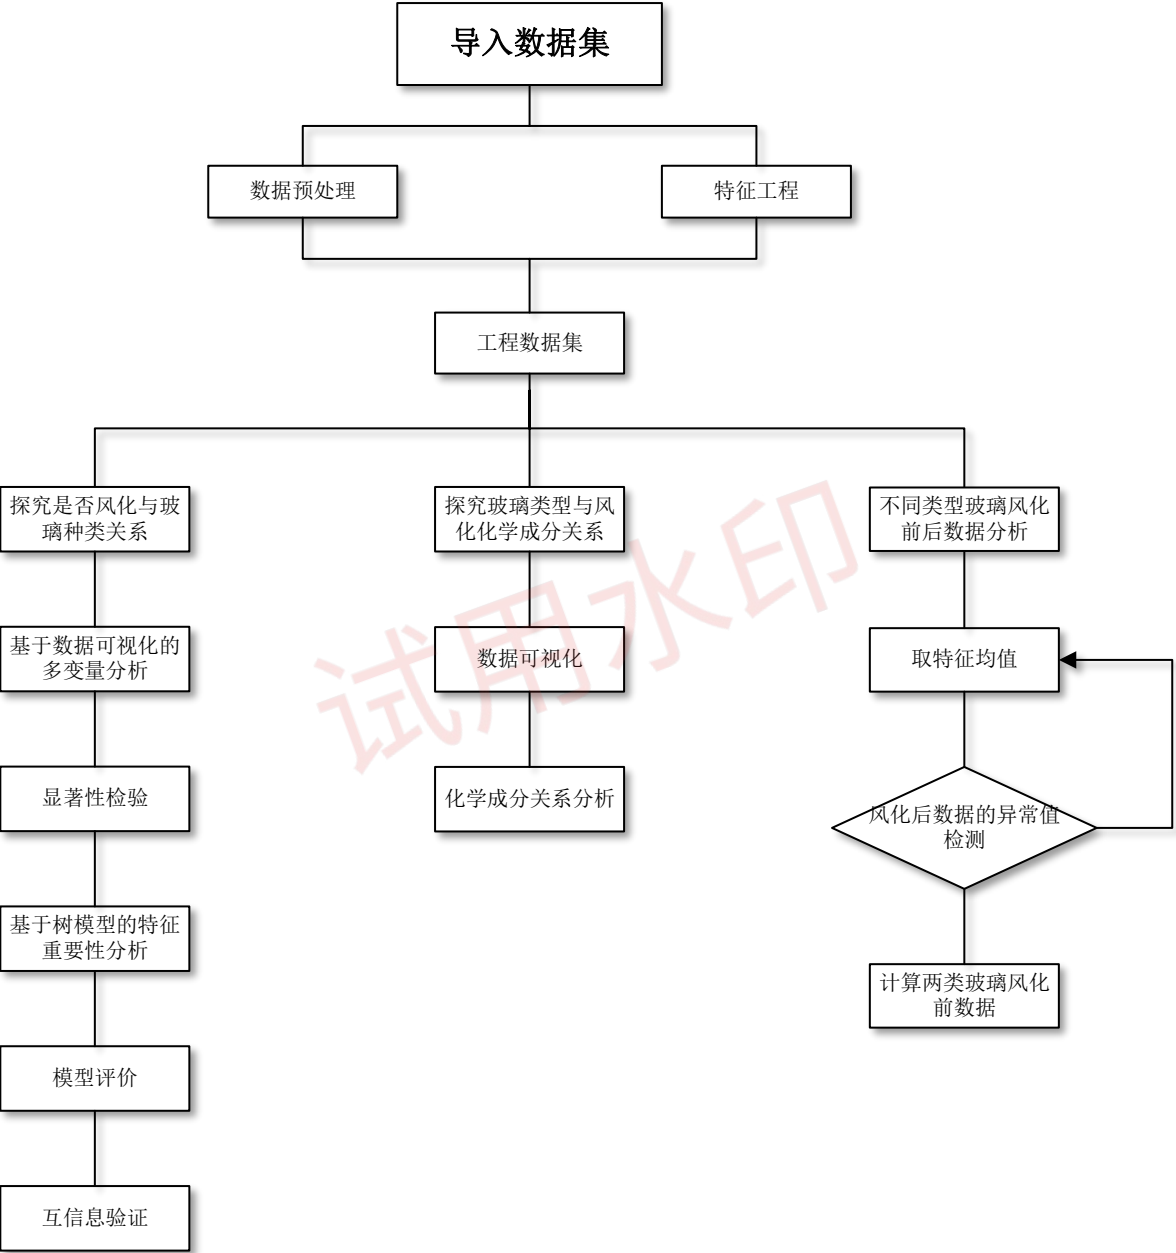 导入数据集
数据预处理
特征工程
工程数据集
探究是否风化与玻
璃种类关系
探究玻璃类型与风
化化学成分关系
不同类型玻璃风化
前后数据分析
基于数据可视化的
多变量分析
数据可视化
取特征均值
显著性检验
化学成分关系分析
风化后数据的异常值
检测
基于树模型的特征
重要性分析
计算两类玻璃风化
前数据
模型评价
互信息验证
试用水印